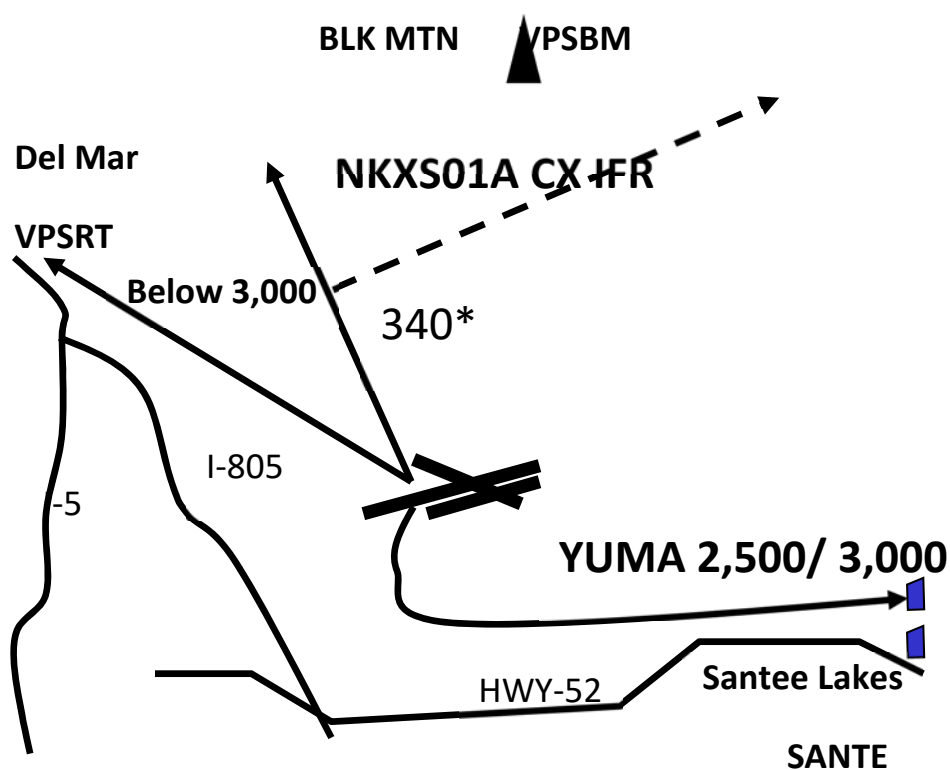 BLK MTN VPSBM
Del Mar
NKXS01A CX IFR
VPSRT
Below 3,000
340*
I-805
-5
YUMA 2,500/ 3,000
Santee Lakes
HWY-52
SANTE